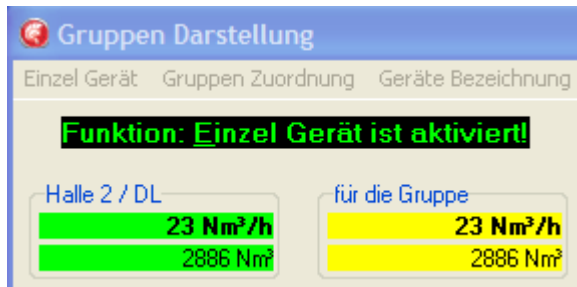 Gruppen Darstellung
Einzel Gerät Gruppen Zuordnung Geräte Bezeichnung
Funktion: Einzel Gerät ist aktiviert!
Halle 2 / DL für die Gruppe
23 Nm³/h 23 Nm³/h
2886 Nm³ 2886 Nm³